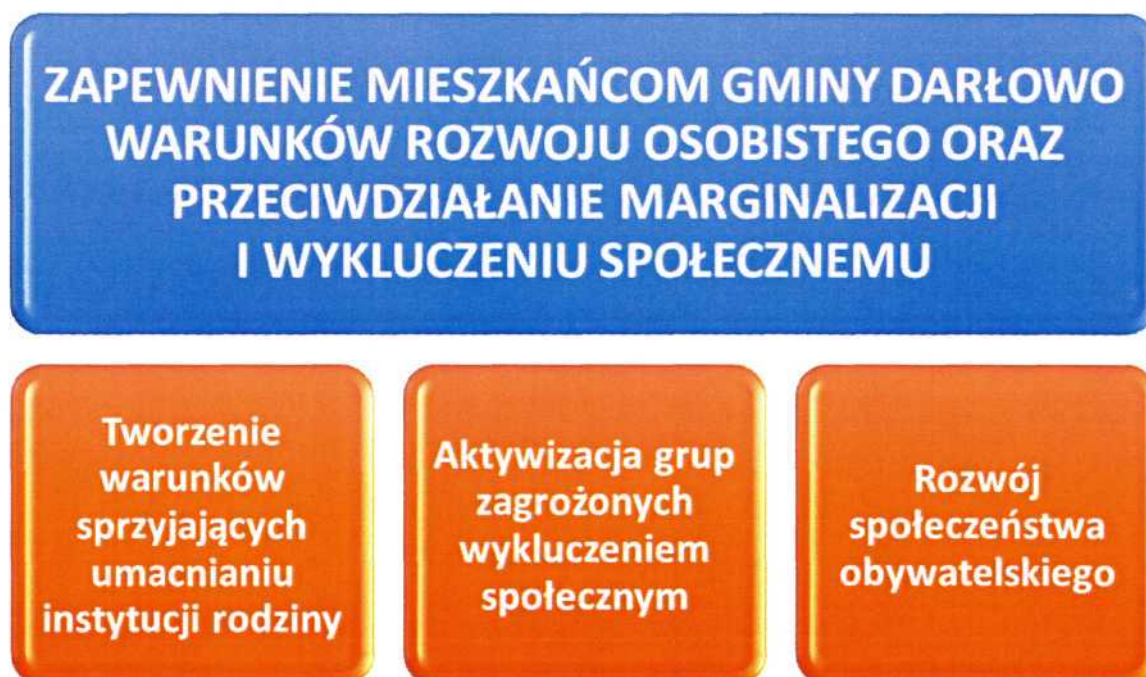 ZAPEWNIENIE MIESZKAŃCOM GMINY DARŁOWO
WARUNKÓW ROZWOJU OSOBISTEGO ORAZ
PRZECIWDZIAŁANIE MARGINALIZACJI
I WYKLUCZENIU SPOŁECZNEMU
Tworzenie
warunków
sprzyjających
umacnianiu
instytucji rodziny
Aktywizacja grup
zagrożonych
wykluczeniem
społecznym
Rozwój
społeczeństwa
obywatelskiego